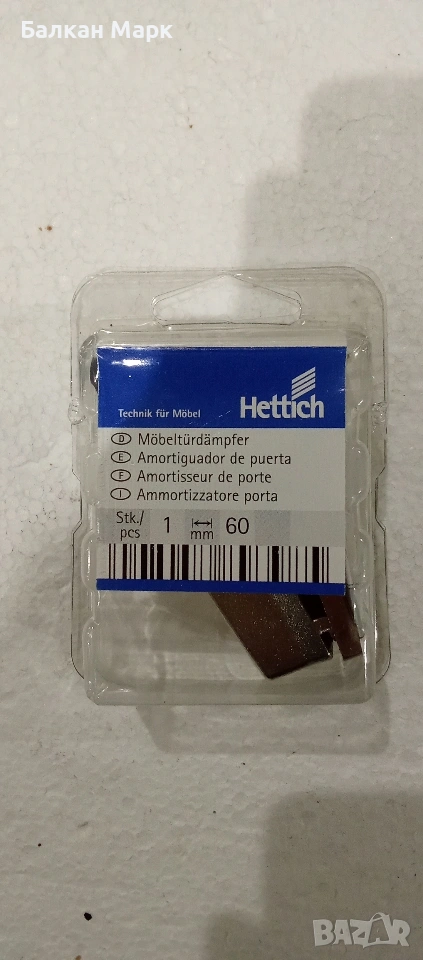 Балкан Марк
Technik für Möbel
Hettich
D Möbeltürdämpfer
E Amortiguador de puerta
F Amortisseur de porte
I Ammortizzatore porta
Stk./ pcs 1 mm 60
BAZAR